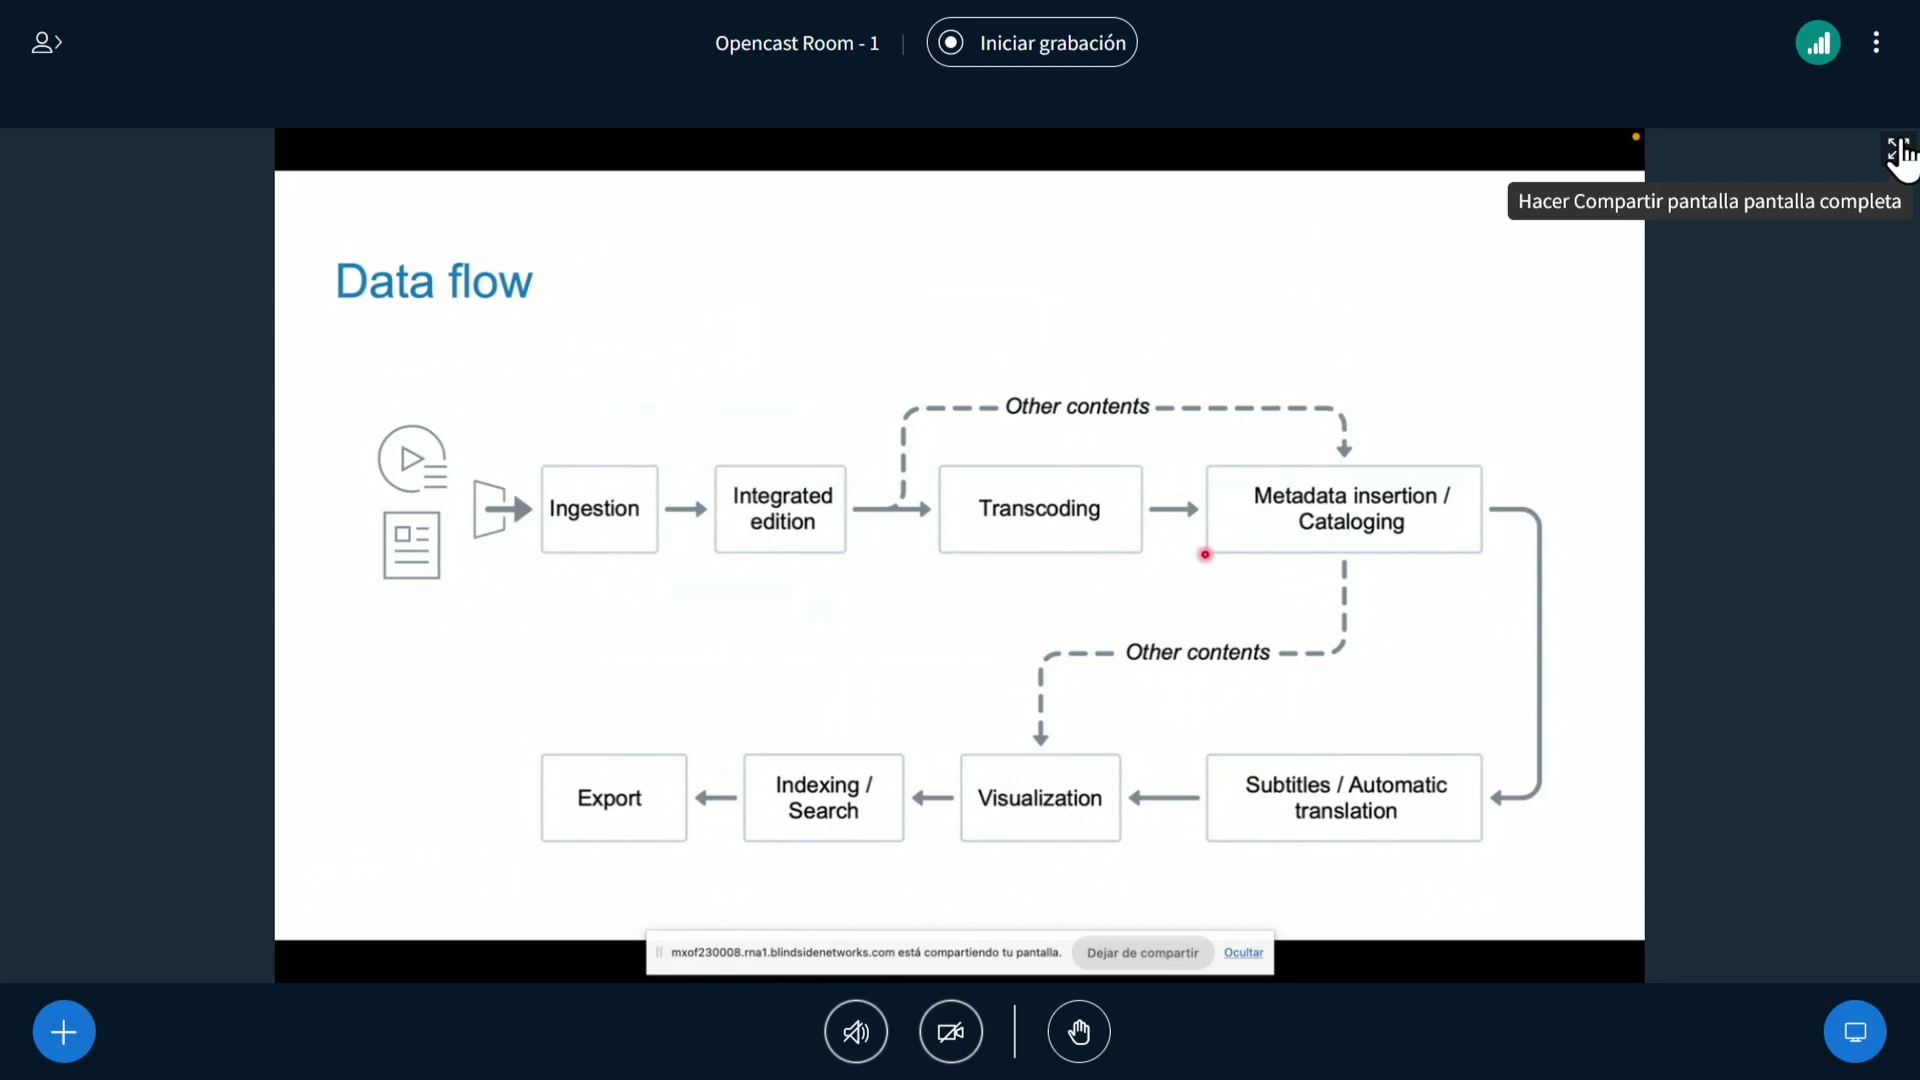 Opencast Room - 1
Iniciar grabación
Hacer Compartir pantalla pantalla completa
Data flow
Other contents
Ingestion
Integrated
edition
Transcoding
Metadata insertion /
Cataloging
Other contents
Export
Indexing /
Search
Visualization
Subtitles / Automatic
translation
mxof230008.rna1.blindsidenetworks.com está compartiendo tu pantalla.
Dejar de compartir
Ocultar